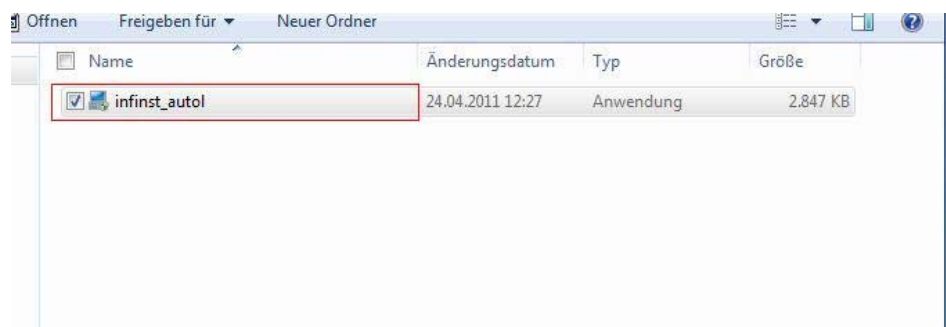 Öffnen Freigeben für Neuer Ordner
Name Änderungsdatum Typ Größe
infinst_autol 24.04.2011 12:27 Anwendung 2.847 KB